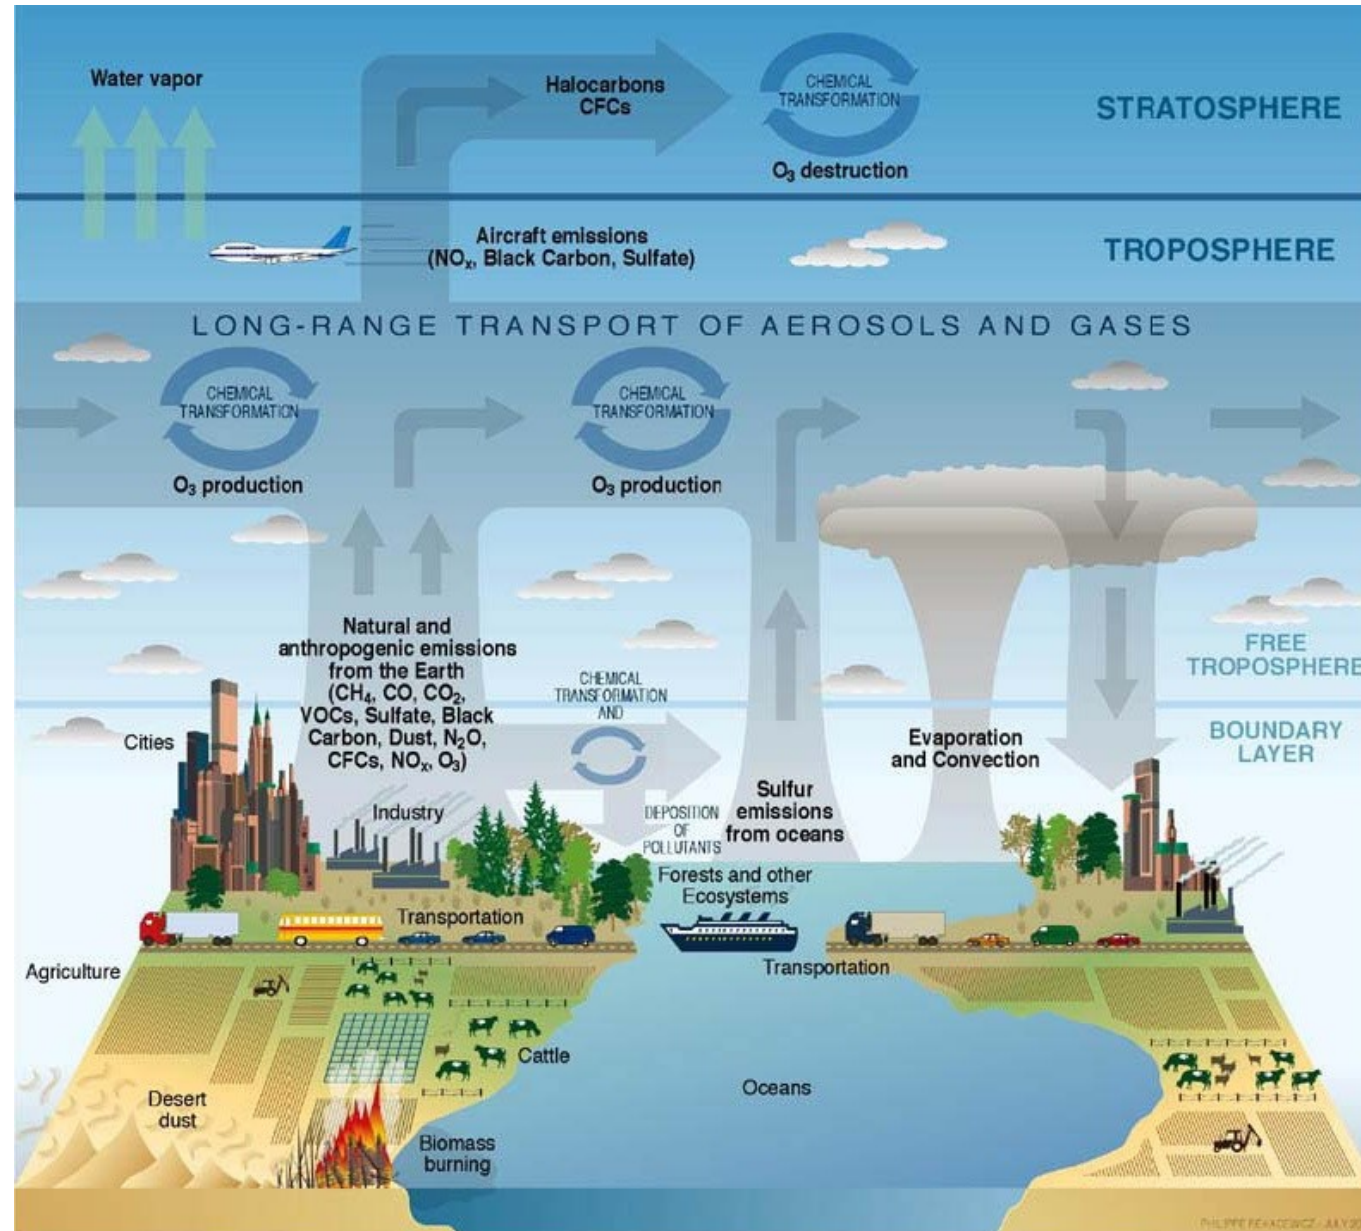 Water vapor
Halocarbons
CFCs
CHEMICAL
TRANSFORMATION
O₃ destruction
STRATOSPHERE
Aircraft emissions
(NOₓ, Black Carbon, Sulfate)
TROPOSPHERE
LONG-RANGE TRANSPORT OF AEROSOLS AND GASES
CHEMICAL
TRANSFORMATION
O₃ production
CHEMICAL
TRANSFORMATION
O₃ production
Natural and
anthropogenic emissions
from the Earth
(CH₄, CO, CO₂,
VOCs, Sulfate, Black
Carbon, Dust, N₂O,
CFCs, NOₓ, O₃)
CHEMICAL
TRANSFORMATION
AND
DEPOSITION
OF
POLLUTANTS
FREE
TROPOSPHERE
BOUNDARY
LAYER
Cities
Industry
Sulfur
emissions
from oceans
Evaporation
and Convection
Forests and other
Ecosystems
Transportation
Transportation
Agriculture
Cattle
Oceans
Desert
dust
Biomass
burning
PHILIPPE REKACEWICZ - JULY